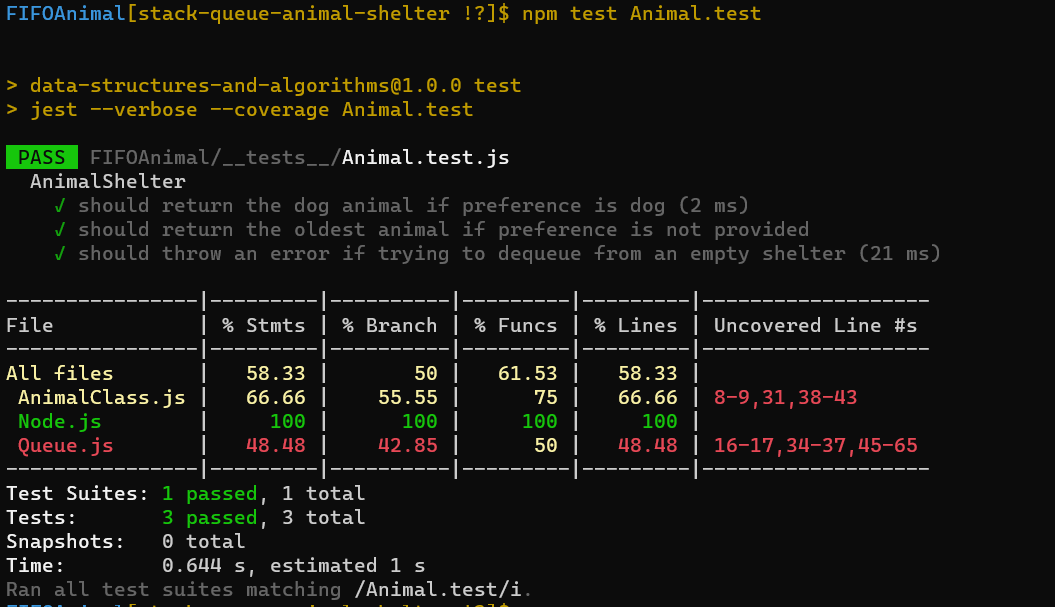 FIFOAnimal[stack-queue-animal-shelter !?]$ npm test Animal.test
> data-structures-and-algorithms@1.0.0 test
> jest --verbose --coverage Animal.test
PASS FIFOAnimal/__tests__/Animal.test.js
AnimalShelter
√ should return the dog animal if preference is dog (2 ms)
√ should return the oldest animal if preference is not provided
√ should throw an error if trying to dequeue from an empty shelter (21 ms)
----------------|---------|----------|---------|---------|-------------------
File | % Stmts | % Branch | % Funcs | % Lines | Uncovered Line #s
----------------|---------|----------|---------|---------|-------------------
All files | 58.33 | 50 | 61.53 | 58.33 |
AnimalClass.js | 66.66 | 55.55 | 75 | 66.66 | 8-9,31,38-43
Node.js | 100 | 100 | 100 | 100 |
Queue.js | 48.48 | 42.85 | 50 | 48.48 | 16-17,34-37,45-65
----------------|---------|----------|---------|---------|-------------------
Test Suites: 1 passed, 1 total
Tests: 3 passed, 3 total
Snapshots: 0 total
Time: 0.644 s, estimated 1 s
Ran all test suites matching /Animal.test/i.
FIFOAnimal[stack-queue-animal-shelter !?]$